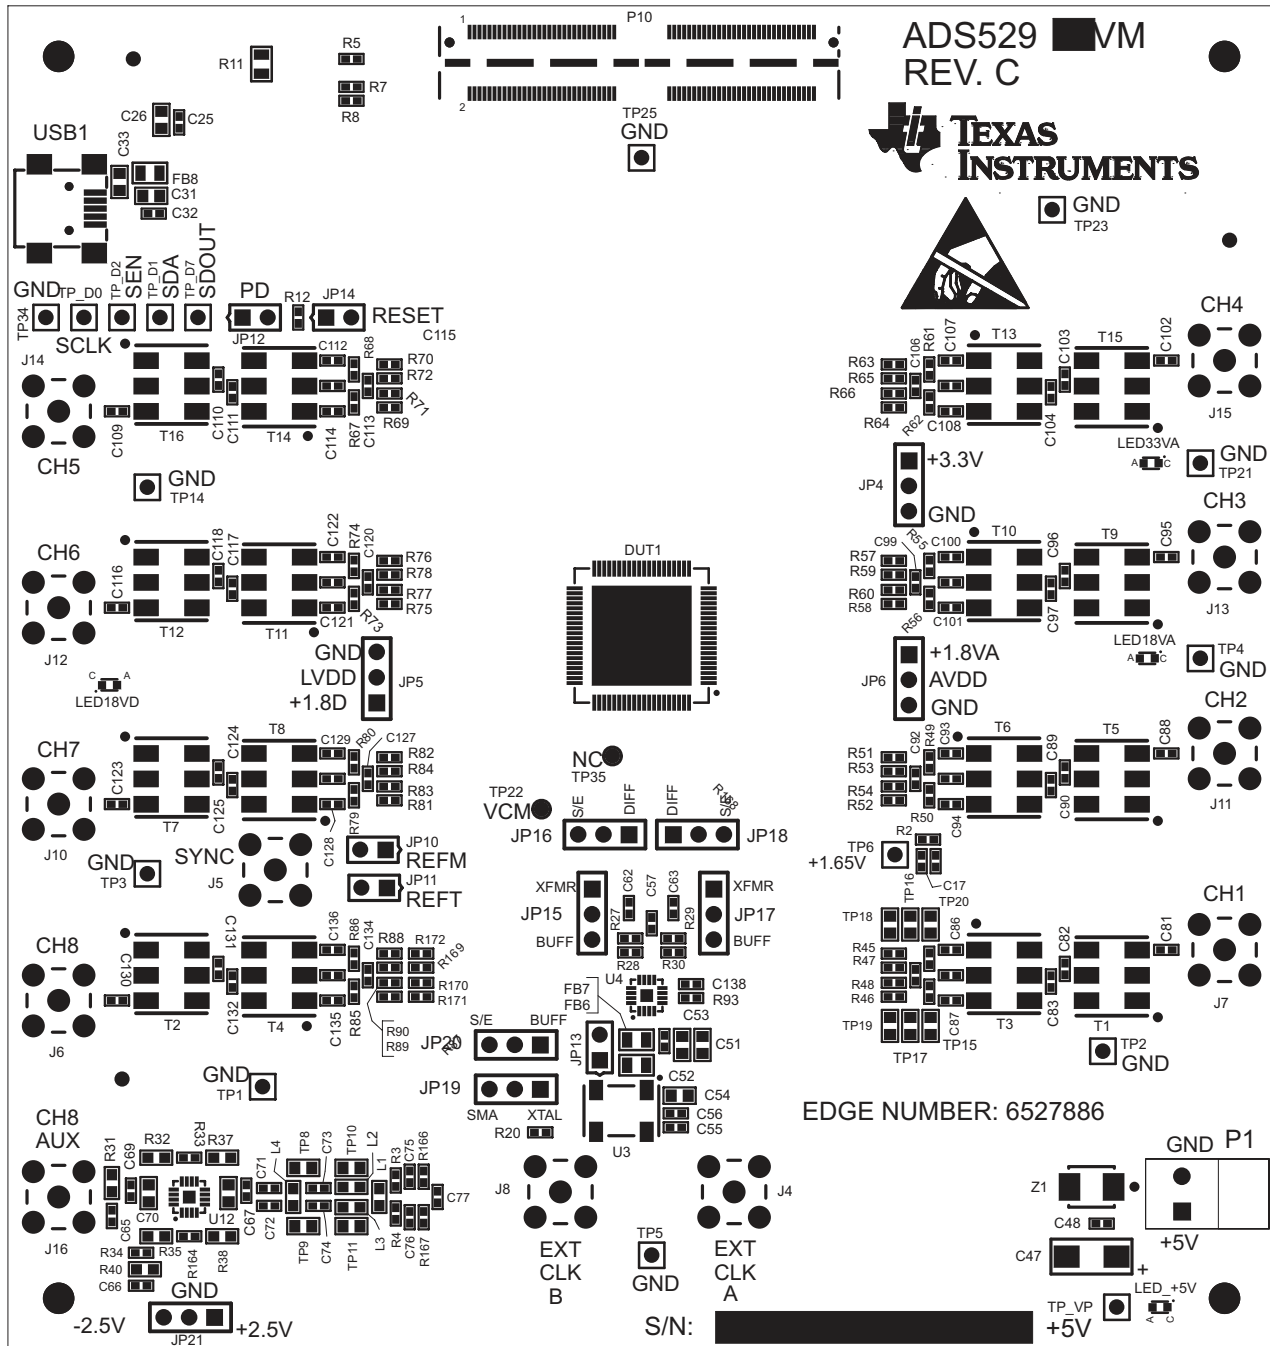 P10
1
2
ADS529 VM
REV. C
TEXAS
INSTRUMENTS
R11
R5
R7
R8
C26
C25
USB1
C33
FB8
C31
C32
TP25
GND
GND
TP23
GND
TP34
TP_D0
SCLK
TP_D2
SEN
TP_D1
SDA
TP_D7
SDOUT
PD
JP12
R12
JP14
RESET
C115
J14
CH5
C109
T16
C110
C111
T14
C112
C114
R68
R67
C113
R70
R72
R71
R69
GND
TP14
R63
R65
R66
R64
C106
R61
R62
C107
C108
T13
C103
C104
T15
C102
CH4
J15
LED33VA
A
C
GND
TP21
JP4
+3.3V
GND
CH6
J12
C116
T12
C118
C117
T11
C122
C121
R74
C120
R73
R76
R78
R77
R75
DUT1
C99
R55
R57
R59
R60
R58
R56
C100
C101
T10
C96
C97
T9
C95
CH3
J13
LED18VA
A
C
TP4
GND
C
A
LED18VD
GND
LVDD
+1.8D
JP5
JP6
+1.8VA
AVDD
GND
CH7
J10
C123
T7
C124
C125
T8
C129
R80
C127
R79
C128
R82
R84
R83
R81
NC
TP35
TP22
VCM
R51
R53
R54
R52
C92
R49
R50
C93
C94
T6
C89
C90
T5
C88
CH2
J11
GND
TP3
SYNC
J5
JP10
REFM
JP11
REFT
S/E
DIFF
JP16
DIFF
S/E
R168
JP18
XFMR
JP15
BUFF
C62
C57
C63
R27
R28
R29
R30
XFMR
JP17
BUFF
R2
TP6
+1.65V
C17
TP16
TP20
TP18
CH8
J6
C130
T2
C131
C132
T4
C136
C135
R86
R85
C134
R88
R172
R169
R170
R171
R90
R89
U4
FB7
FB6
C138
R93
C53
C51
R45
R47
R48
R46
TP19
TP17
TP15
C86
C87
T3
C82
C83
T1
C81
CH1
J7
TP2
GND
S/E
BUFF
JP20
JP13
JP19
SMA
XTAL
R20
U3
C52
C54
C56
C55
GND
TP1
EDGE NUMBER: 6527886
CH8
AUX
J16
R31
C69
C65
R32
R33
R37
C70
U12
C67
R35
R164
R38
R34
R40
C66
C71
C72
L4
TP8
TP9
C73
C74
TP10
TP11
L2
L1
L3
R3
R4
C75
C76
R166
R167
C77
J8
EXT
CLK
B
TP5
GND
J4
EXT
CLK
A
GND
P1
+5V
Z1
C48
C47
+
TP_VP
+5V
LED_+5V
A
C
-2.5V
GND
+2.5V
JP21
S/N: